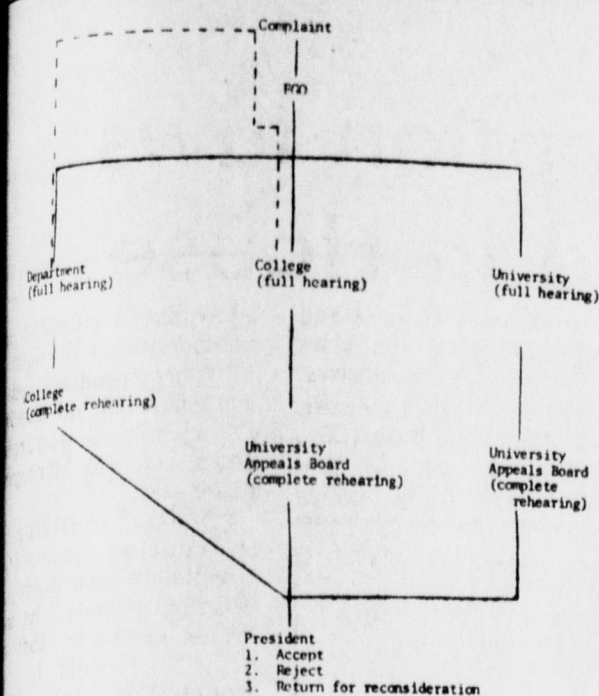 Complaint
FGO
Department
(full hearing)
College
(full hearing)
University
(full hearing)
College
(complete rehearing)
University
Appeals Board
(complete rehearing)
University
Appeals Board
(complete
rehearing)
President
1. Accept
2. Reject
3. Return for reconsideration